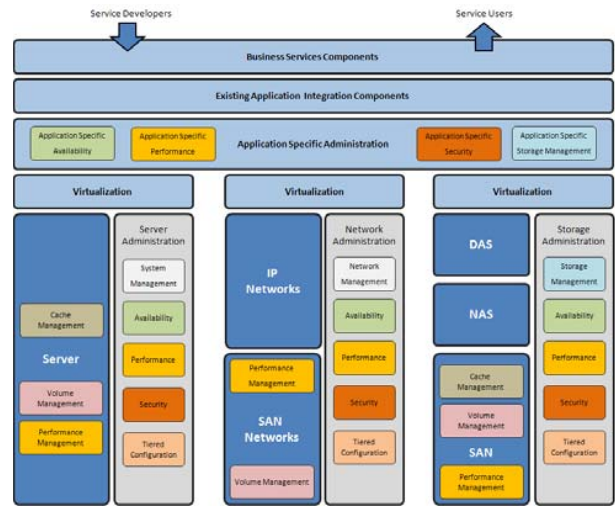 Service Developers
Service Users
Business Services Components
Existing Application Integration Components
Application Specific
Availability
Application Specific
Performance
Application Specific Administration
Application Specific
Security
Application Specific
Storage Management
Virtualization
Virtualization
Virtualization
Server
Administration
System
Management
Cache
Management
Availability
Server
Performance
Volume
Management
Security
Performance
Management
Tiered
Configuration
IP
Networks
Network
Administration
Network
Management
Availability
Performance
Management
Performance
SAN
Networks
Security
Tiered
Configuration
Volume Management
DAS
Storage
Administration
Storage
Management
NAS
Availability
Performance
Cache
Management
Volume
Management
Security
SAN
Tiered
Configuration
Performance
Management